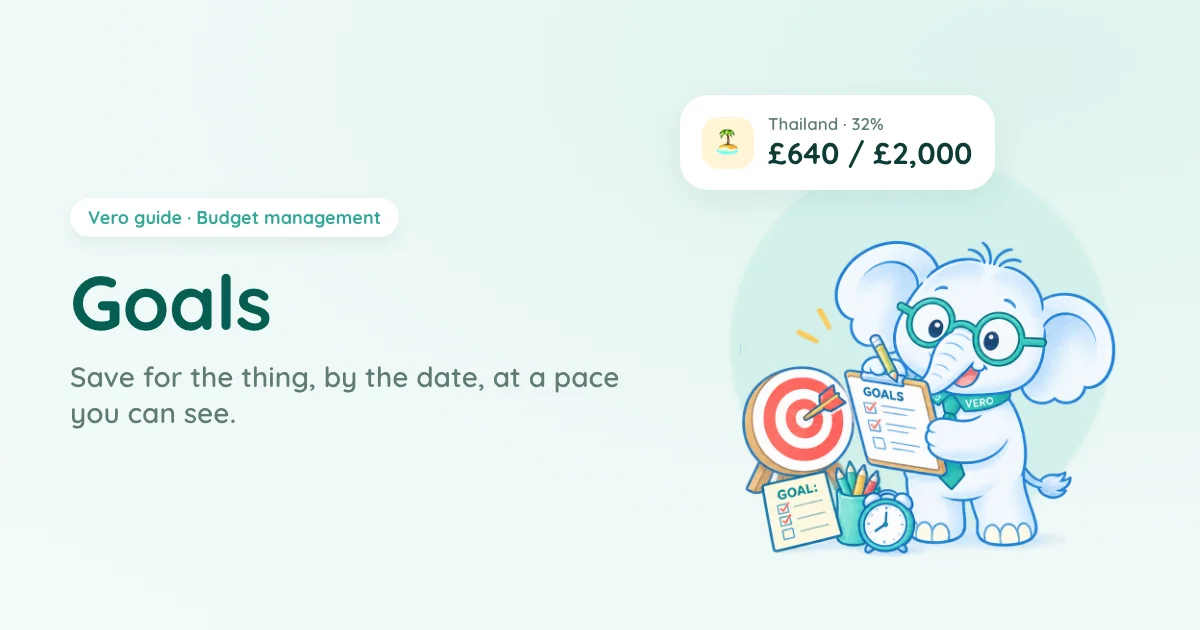 Thailand · 32%
£640 / £2,000
Vero guide · Budget management
Goals
Save for the thing, by the date, at a pace
you can see.
GOALS
VERO
GOAL: